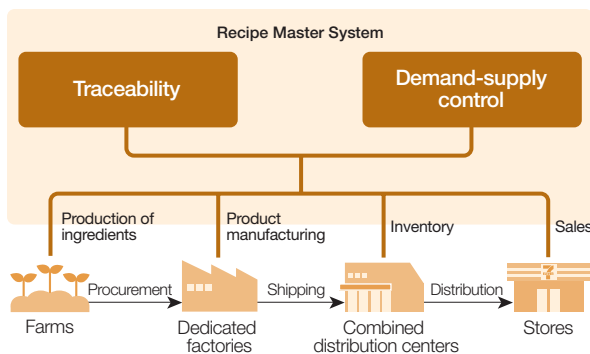 Recipe Master System
Traceability
Demand-supply
control
Production of
ingredients
Product
manufacturing
Inventory
Sales
7
Procurement
Shipping
Distribution
Farms
Dedicated
factories
Combined
distribution centers
Stores